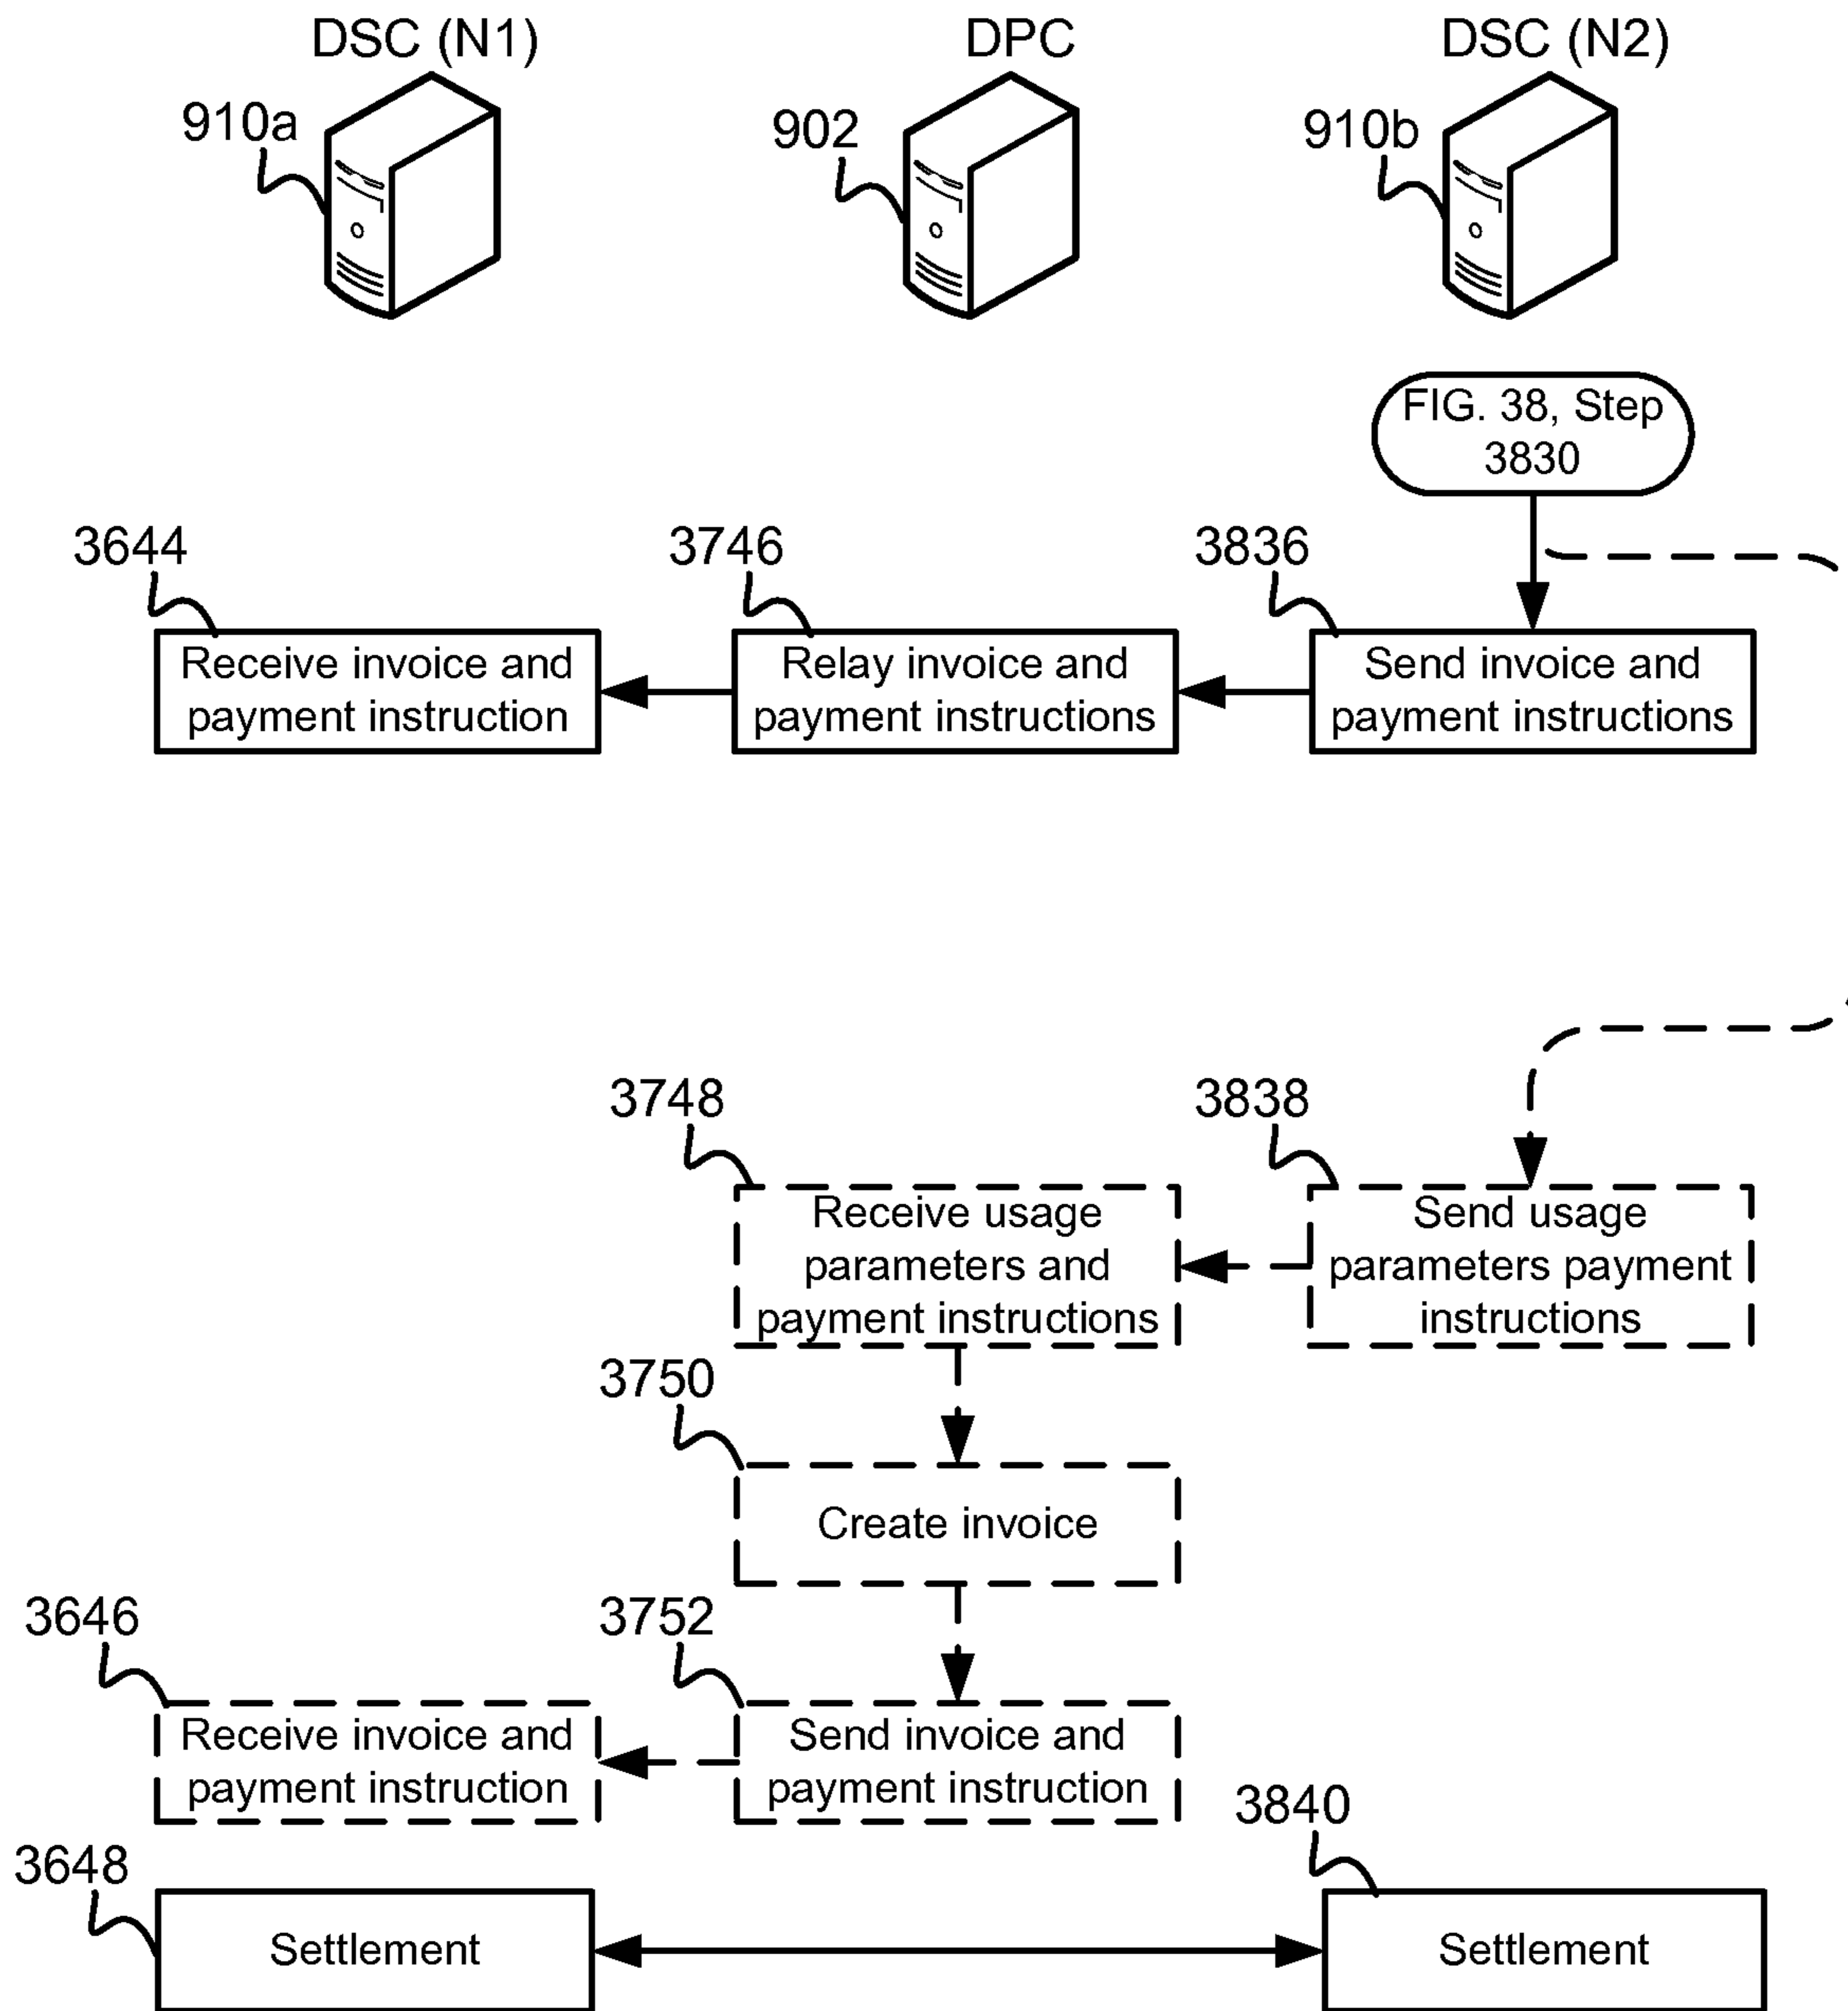 DSC (N1)
DPC
DSC (N2)
910a
902
910b
FIG. 38, Step
3830
3644
3746
3836
Receive invoice and
payment instruction
Relay invoice and
payment instructions
Send invoice and
payment instructions
3748
3838
Receive usage
parameters and
payment instructions
Send usage
parameters payment
instructions
3750
Create invoice
3646
3752
Receive invoice and
payment instruction
Send invoice and
payment instruction
3648
3840
Settlement
Settlement